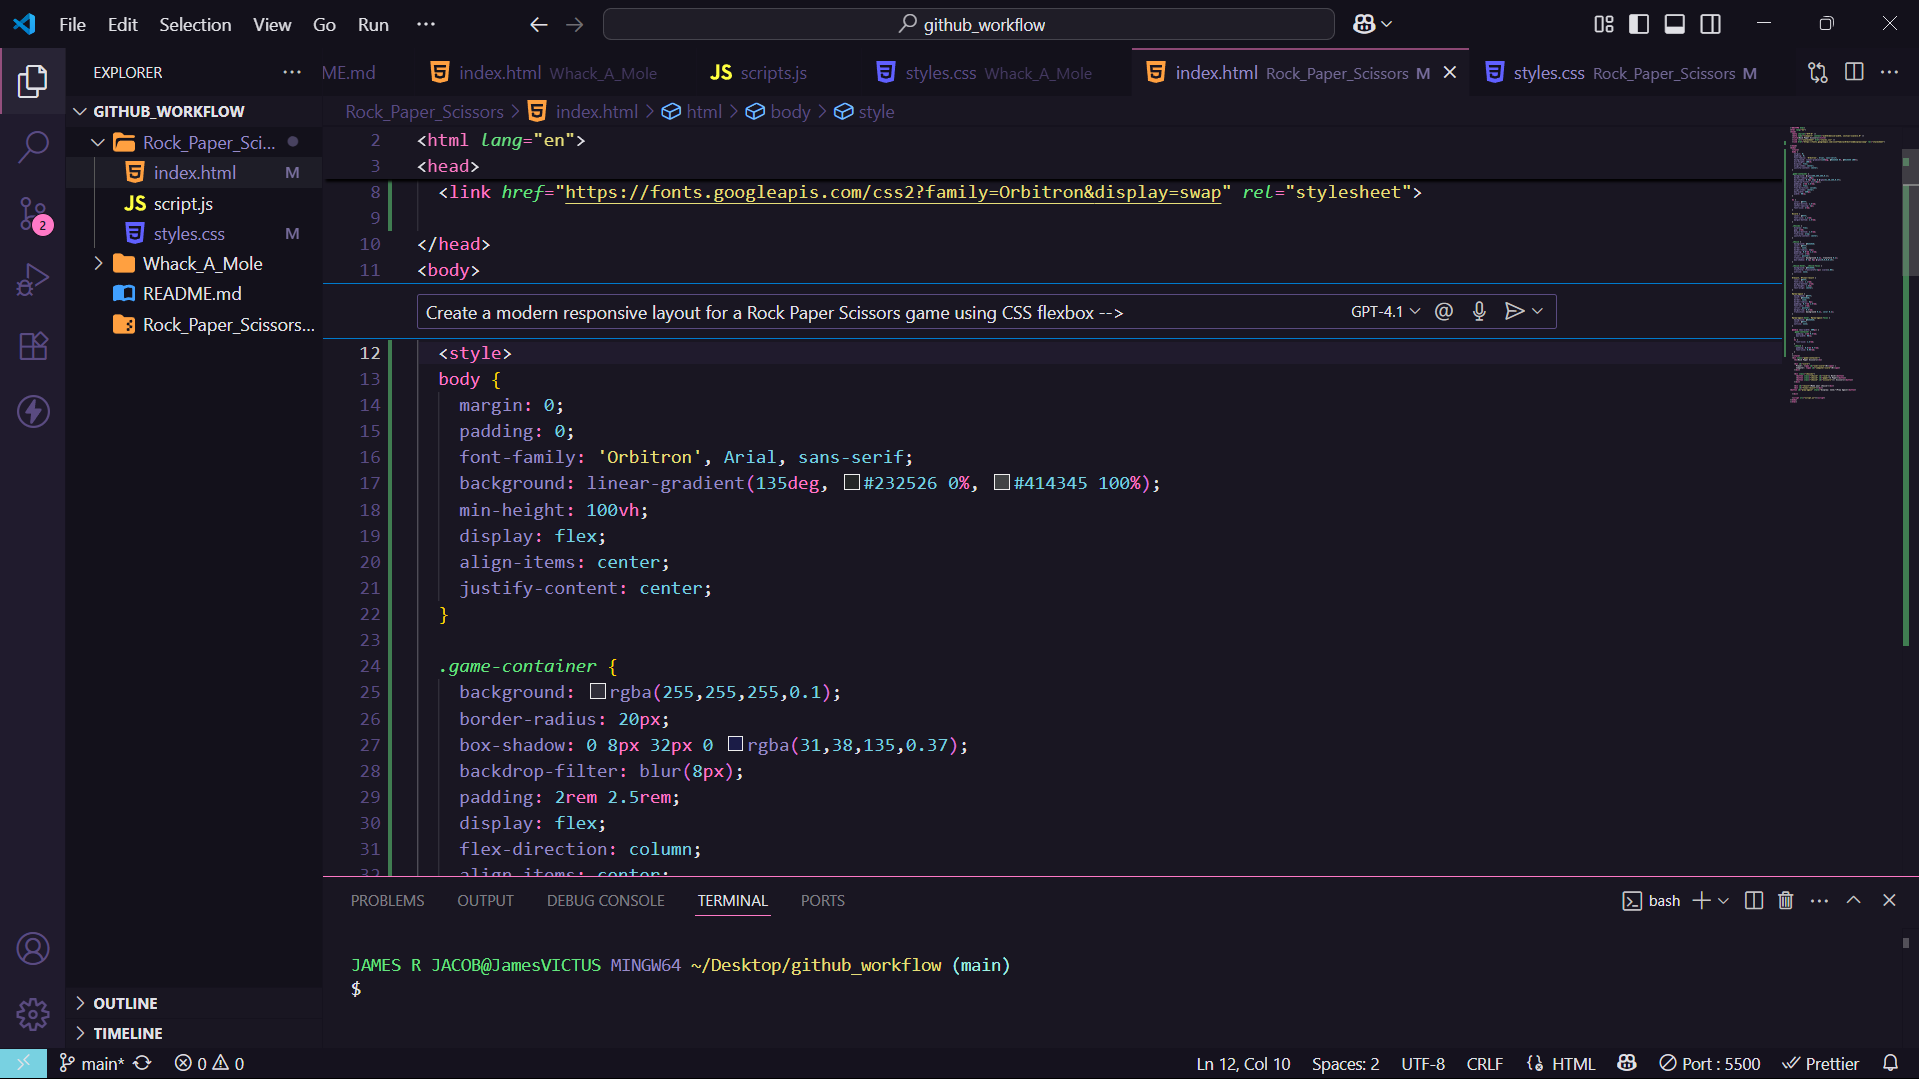 File Edit Selection View Go Run ···
github_workflow
EXPLORER ···
ME.md
index.html Whack_A_Mole
JS scripts.js
styles.css Whack_A_Mole
index.html Rock_Paper_Scissors M
styles.css Rock_Paper_Scissors M
GITHUB_WORKFLOW
Rock_Paper_Sci...
index.html M
JS script.js
styles.css M
Whack_A_Mole
README.md
Rock_Paper_Scissors...
2
OUTLINE
TIMELINE
Rock_Paper_Scissors > index.html > html > body > style
2 <html lang="en">
3 <head>
8 <link href="https://fonts.googleapis.com/css2?family=Orbitron&display=swap" rel="stylesheet">
9
10 </head>
11 <body>
Create a modern responsive layout for a Rock Paper Scissors game using CSS flexbox --> GPT-4.1 @
12 <style>
13 body {
14 margin: 0;
15 padding: 0;
16 font-family: 'Orbitron', Arial, sans-serif;
17 background: linear-gradient(135deg, #232526 0%, #414345 100%);
18 min-height: 100vh;
19 display: flex;
20 align-items: center;
21 justify-content: center;
22 }
23
24 .game-container {
25 background: rgba(255,255,255,0.1);
26 border-radius: 20px;
27 box-shadow: 0 8px 32px 0 rgba(31,38,135,0.37);
28 backdrop-filter: blur(8px);
29 padding: 2rem 2.5rem;
30 display: flex;
31 flex-direction: column;
32 align-items: center;
PROBLEMS OUTPUT DEBUG CONSOLE TERMINAL PORTS
bash
JAMES R JACOB@JamesVICTUS MINGW64 ~/Desktop/github_workflow (main)
$
main* 0 0
Ln 12, Col 10 Spaces: 2 UTF-8 CRLF {} HTML Port : 5500 Prettier